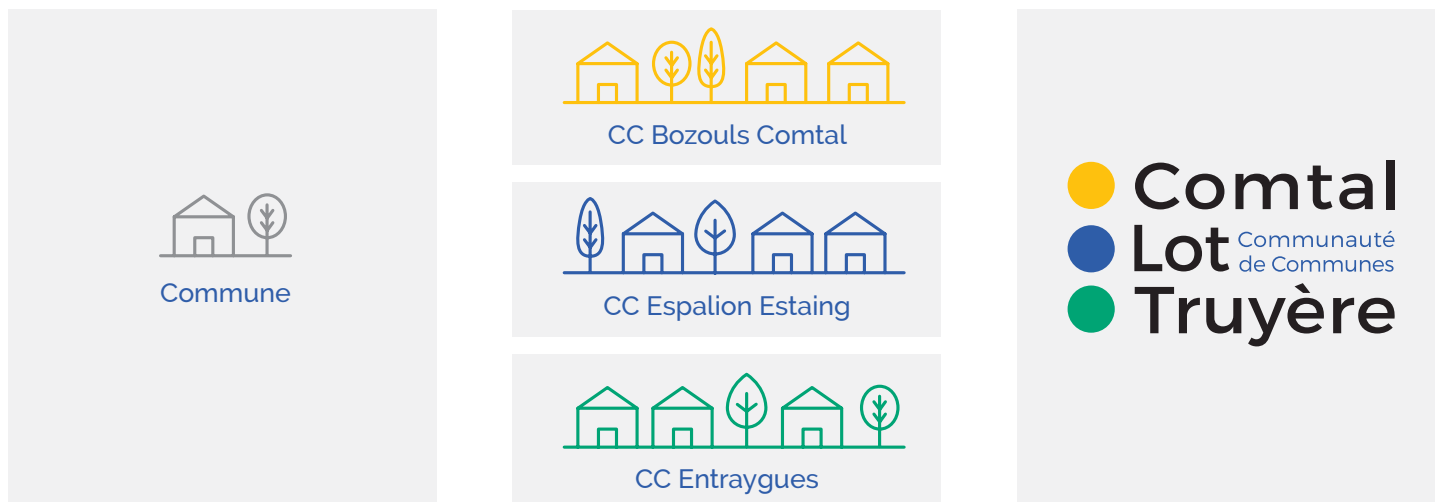 Commune
CC Bozouls Comtal
CC Espalion Estaing
CC Entraygues
Comtal
Lot Communauté
de Communes
Truyère